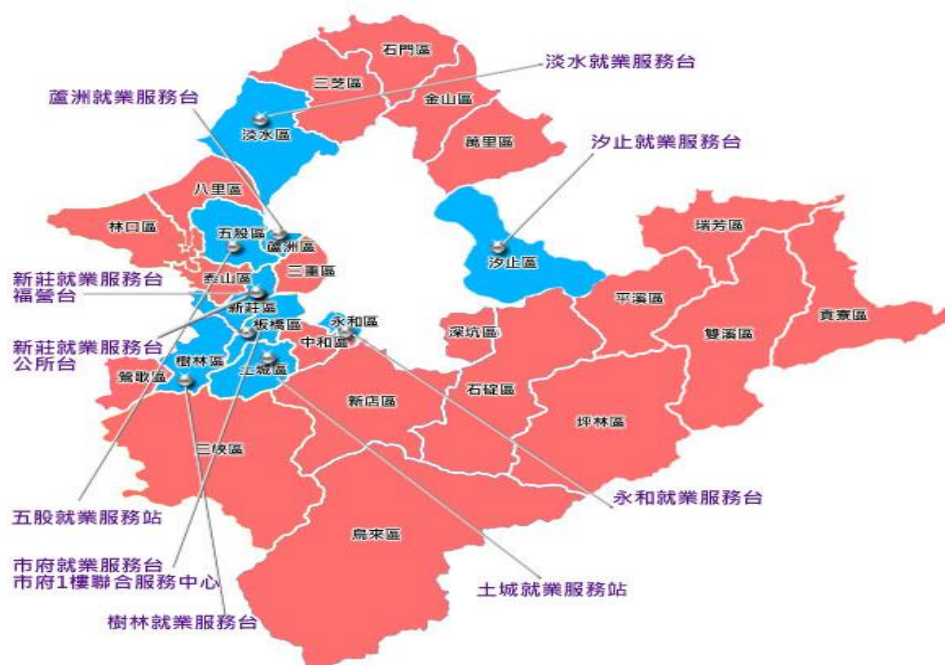 石門區
三芝區
淡水就業服務台
金山區
蘆洲就業服務台
淡水區
萬里區
汐止就業服務台
八里區
林口區
瑞芳區
五股區
蘆洲區
汐止區
三重區
新莊就業服務台
福營台
泰山區
平溪區
新莊區
貢寮區
永和區
板橋區
深坑區
雙溪區
中和區
新莊就業服務台
公所台
樹林區
土城區
鶯歌區
石碇區
新店區
坪林區
三峽區
永和就業服務台
五股就業服務站
烏來區
市府就業服務台
市府1樓聯合服務中心
土城就業服務站
樹林就業服務台